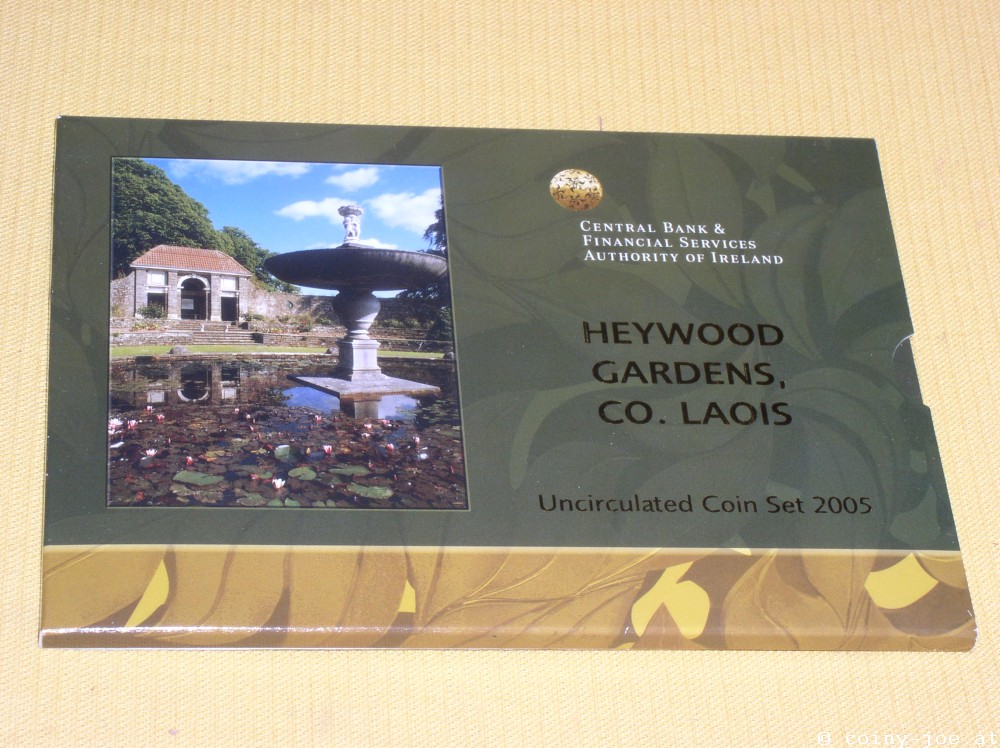 CENTRAL BANK &
FINANCIAL SERVICES
AUTHORITY OF IRELAND
HEYWOOD
GARDENS,
CO. LAOIS
Uncirculated Coin Set 2005
© coiny-joe at